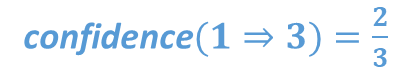 confidence(1 ⇒ 3) = 2/3